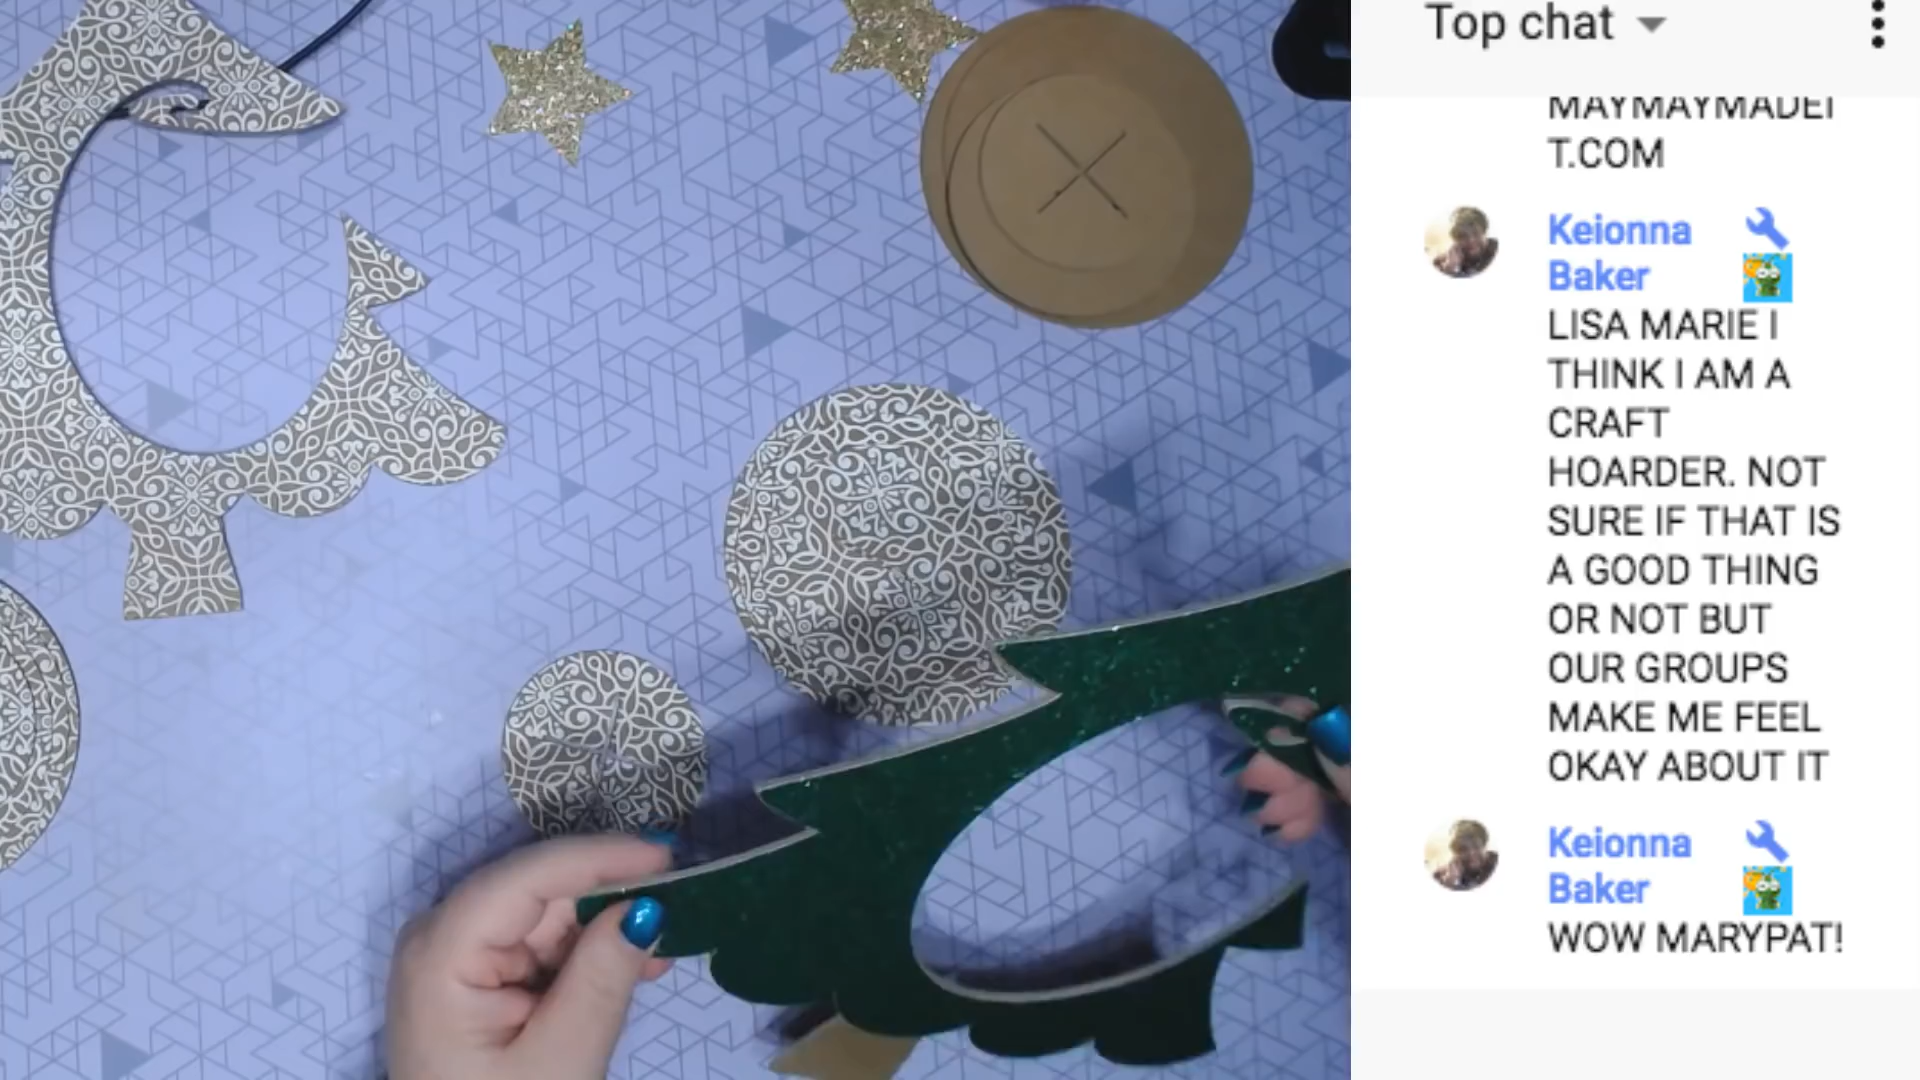 Top chat
MAYMAYMADEI
T.COM
Keionna
Baker
LISA MARIE I
THINK I AM A
CRAFT
HOARDER. NOT
SURE IF THAT IS
A GOOD THING
OR NOT BUT
OUR GROUPS
MAKE ME FEEL
OKAY ABOUT IT
Keionna
Baker
WOW MARYPAT!